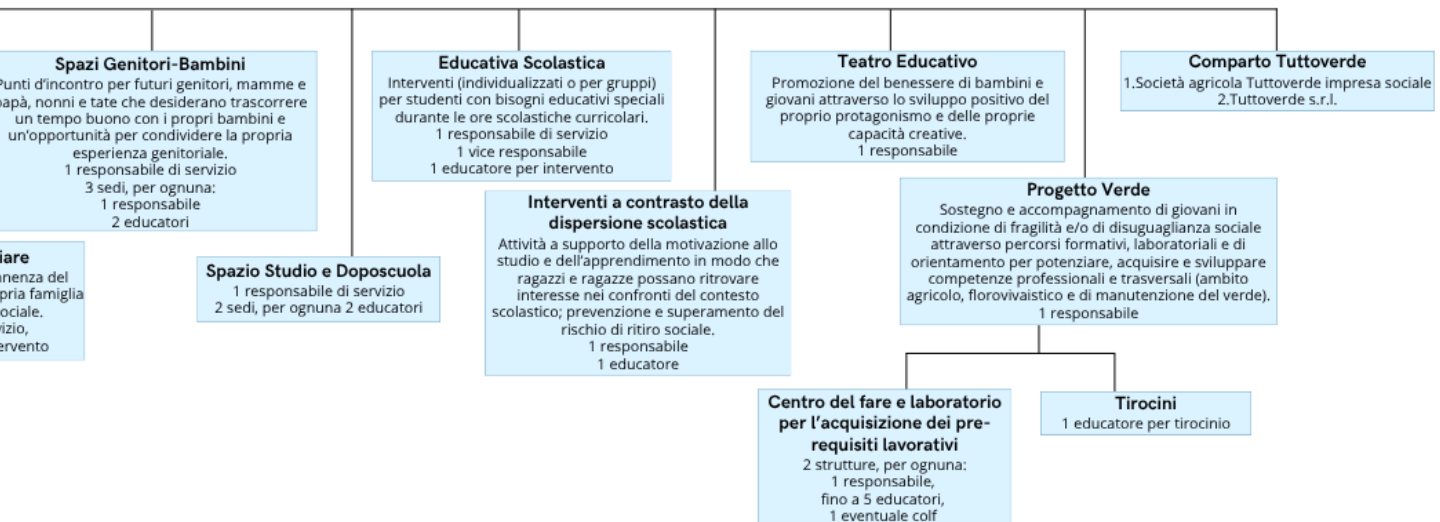 Spazi Genitori-Bambini
Punti d'incontro per futuri genitori, mamme e
papà, nonni e tate che desiderano trascorrere
un tempo buono con i propri bambini e
un'opportunità per condividere la propria
esperienza genitoriale.
1 responsabile di servizio
3 sedi, per ognuna:
1 responsabile
2 educatori
Educativa Scolastica
Interventi (individualizzati o per gruppi)
per studenti con bisogni educativi speciali
durante le ore scolastiche curricolari.
1 responsabile di servizio
1 vice responsabile
1 educatore per intervento
Teatro Educativo
Promozione del benessere di bambini e
giovani attraverso lo sviluppo positivo del
proprio protagonismo e delle proprie
capacità creative.
1 responsabile
Comparto Tuttoverde
1.Società agricola Tuttoverde impresa sociale
2.Tuttoverde s.r.l.
Progetto Verde
Sostegno e accompagnamento di giovani in
condizione di fragilità e/o di disuguaglianza sociale
attraverso percorsi formativi, laboratoriali e di
orientamento per potenziare, acquisire e sviluppare
competenze professionali e trasversali (ambito
agricolo, florovivaistico e di manutenzione del verde).
1 responsabile
Interventi a contrasto della
dispersione scolastica
Attività a supporto della motivazione allo
studio e dell'apprendimento in modo che
ragazzi e ragazze possano ritrovare
interesse nei confronti del contesto
scolastico; prevenzione e superamento del
rischio di ritiro sociale.
1 responsabile
1 educatore
Spazio Studio e Doposcuola
1 responsabile di servizio
2 sedi, per ognuna 2 educatori
famiglia
Centro del fare e laboratorio
per l'acquisizione dei pre-
requisiti lavorativi
2 strutture, per ognuna:
1 responsabile,
fino a 5 educatori,
1 eventuale colf
Tirocini
1 educatore per tirocinio